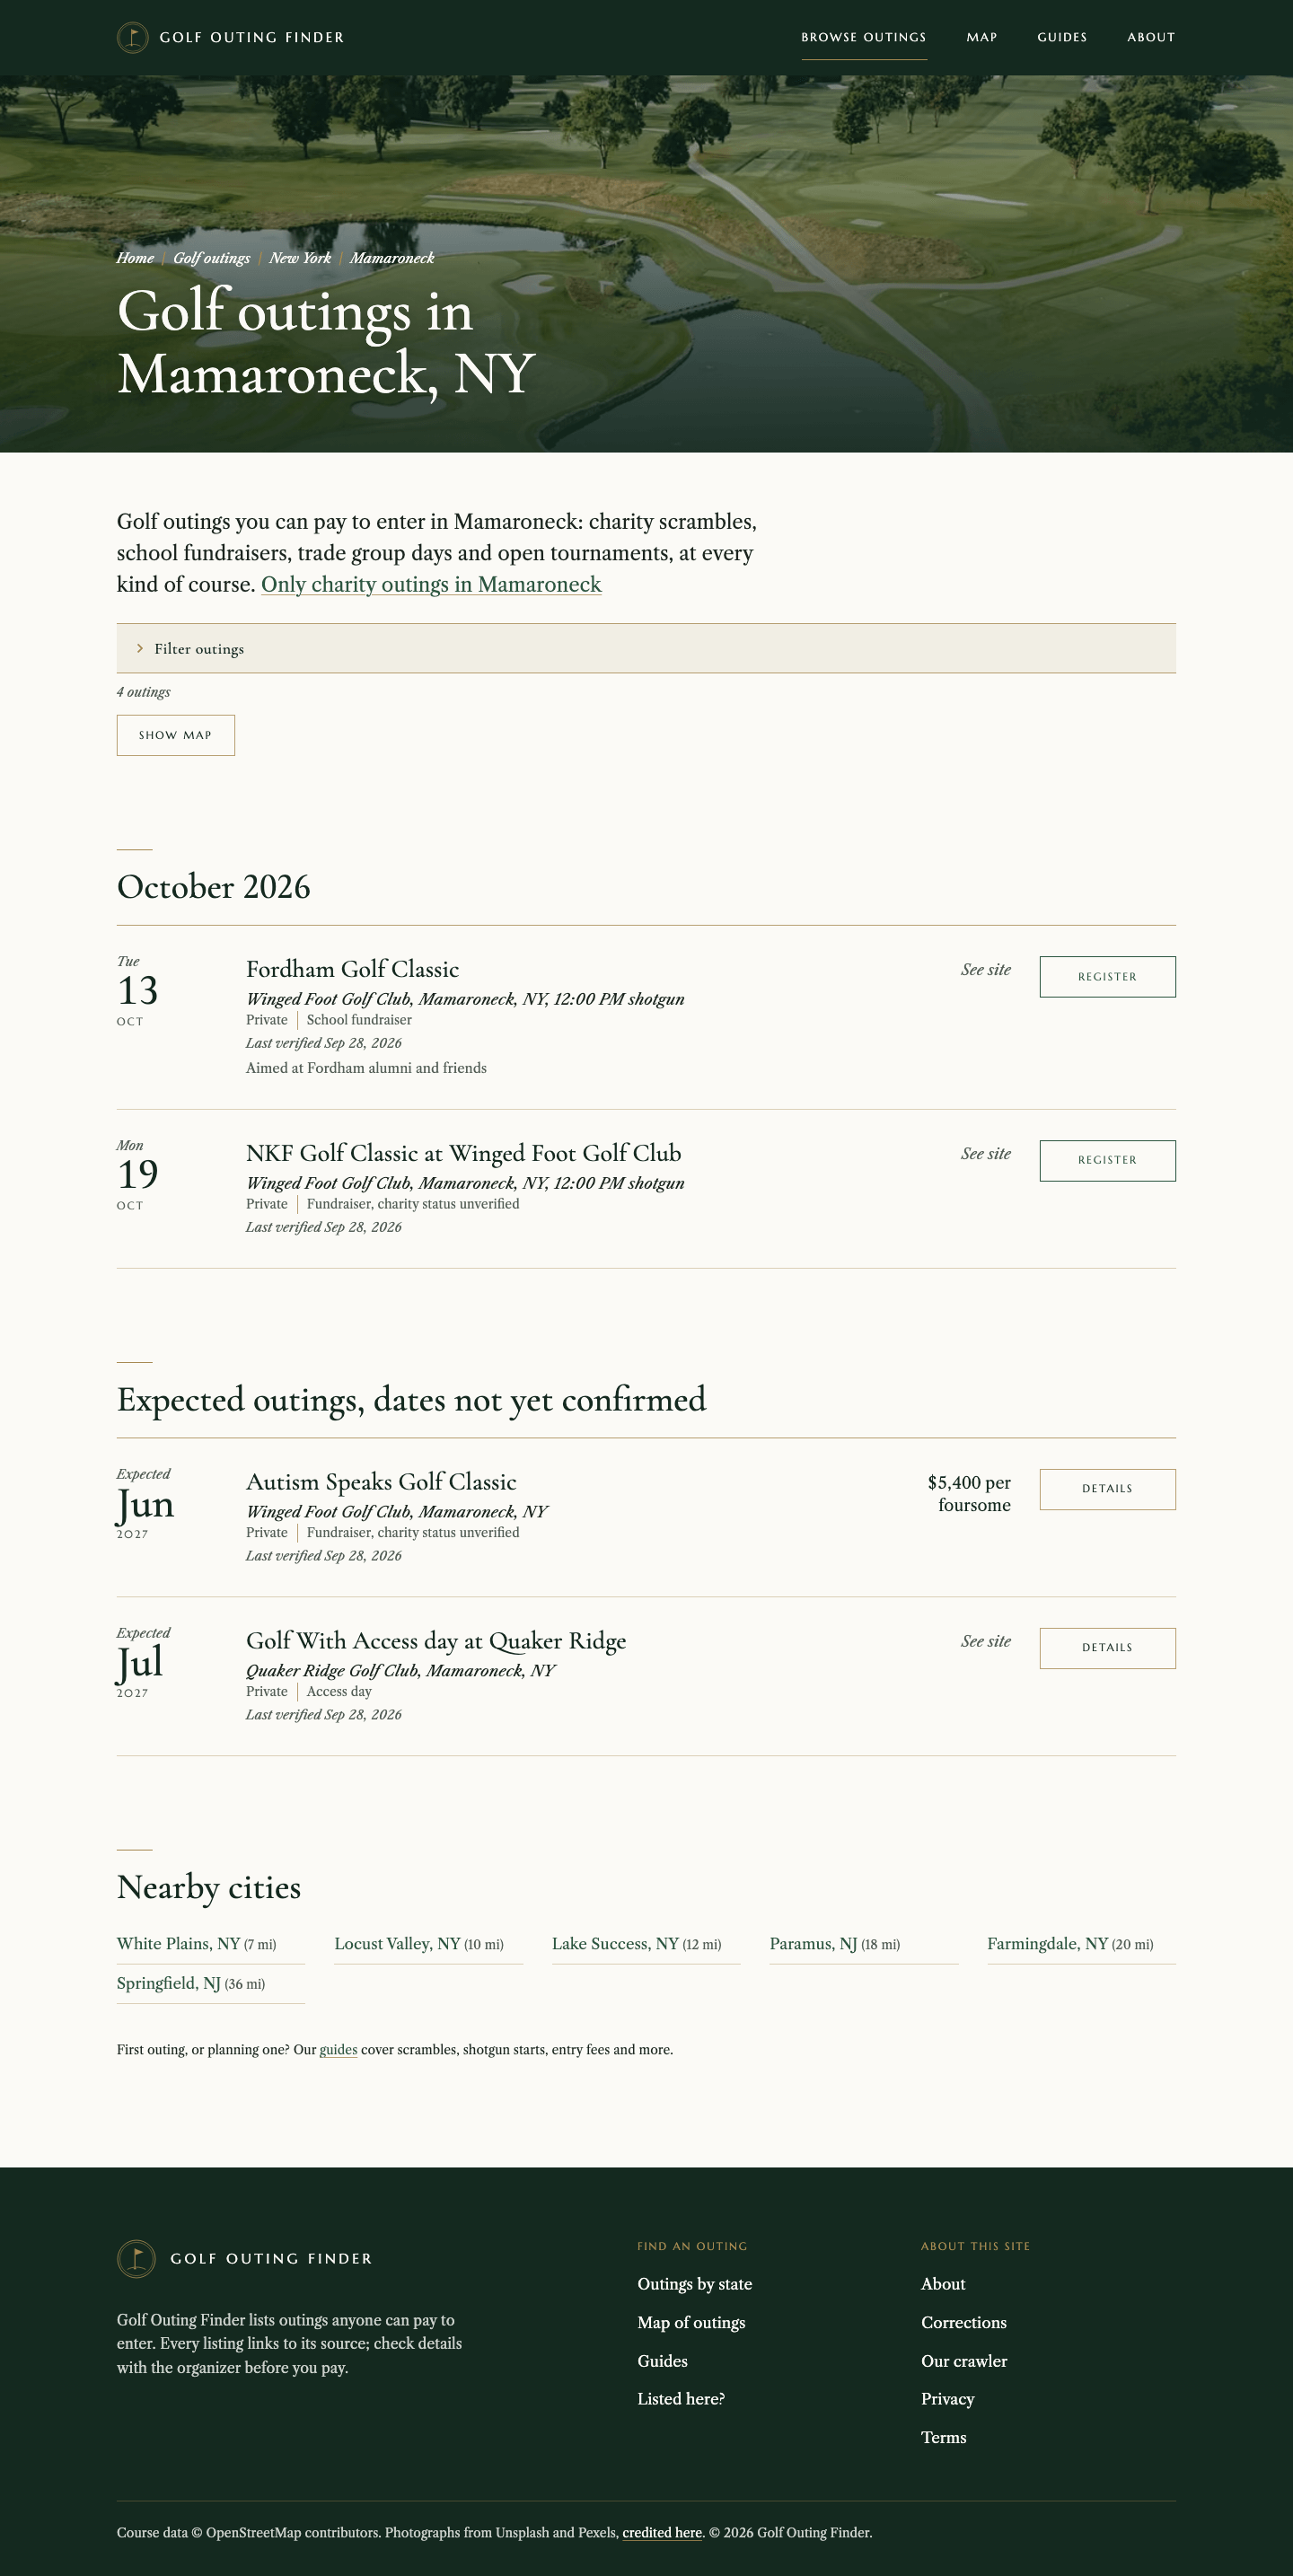 GOLF OUTING FINDER
BROWSE OUTINGS
MAP
GUIDES
ABOUT
Home | Golf outings | New York | Mamaroneck
Golf outings in
Mamaroneck, NY
Golf outings you can pay to enter in Mamaroneck: charity scrambles,
school fundraisers, trade group days and open tournaments, at every
kind of course. Only charity outings in Mamaroneck
Filter outings
4 outings
SHOW MAP
October 2026
Tue
13
OCT
Fordham Golf Classic
Winged Foot Golf Club, Mamaroneck, NY, 12:00 PM shotgun
Private | School fundraiser
Last verified Sep 28, 2026
Aimed at Fordham alumni and friends
See site
REGISTER
Mon
19
OCT
NKF Golf Classic at Winged Foot Golf Club
Winged Foot Golf Club, Mamaroneck, NY, 12:00 PM shotgun
Private | Fundraiser, charity status unverified
Last verified Sep 28, 2026
See site
REGISTER
Expected outings, dates not yet confirmed
Expected
Jun
2027
Autism Speaks Golf Classic
Winged Foot Golf Club, Mamaroneck, NY
Private | Fundraiser, charity status unverified
Last verified Sep 28, 2026
$5,400 per
foursome
DETAILS
Expected
Jul
2027
Golf With Access day at Quaker Ridge
Quaker Ridge Golf Club, Mamaroneck, NY
Private | Access day
Last verified Sep 28, 2026
See site
DETAILS
Nearby cities
White Plains, NY (7 mi)
Locust Valley, NY (10 mi)
Lake Success, NY (12 mi)
Paramus, NJ (18 mi)
Farmingdale, NY (20 mi)
Springfield, NJ (36 mi)
First outing, or planning one? Our guides cover scrambles, shotgun starts, entry fees and more.
GOLF OUTING FINDER
Golf Outing Finder lists outings anyone can pay to
enter. Every listing links to its source; check details
with the organizer before you pay.
FIND AN OUTING
Outings by state
Map of outings
Guides
Listed here?
ABOUT THIS SITE
About
Corrections
Our crawler
Privacy
Terms
Course data © OpenStreetMap contributors. Photographs from Unsplash and Pexels, credited here. © 2026 Golf Outing Finder.